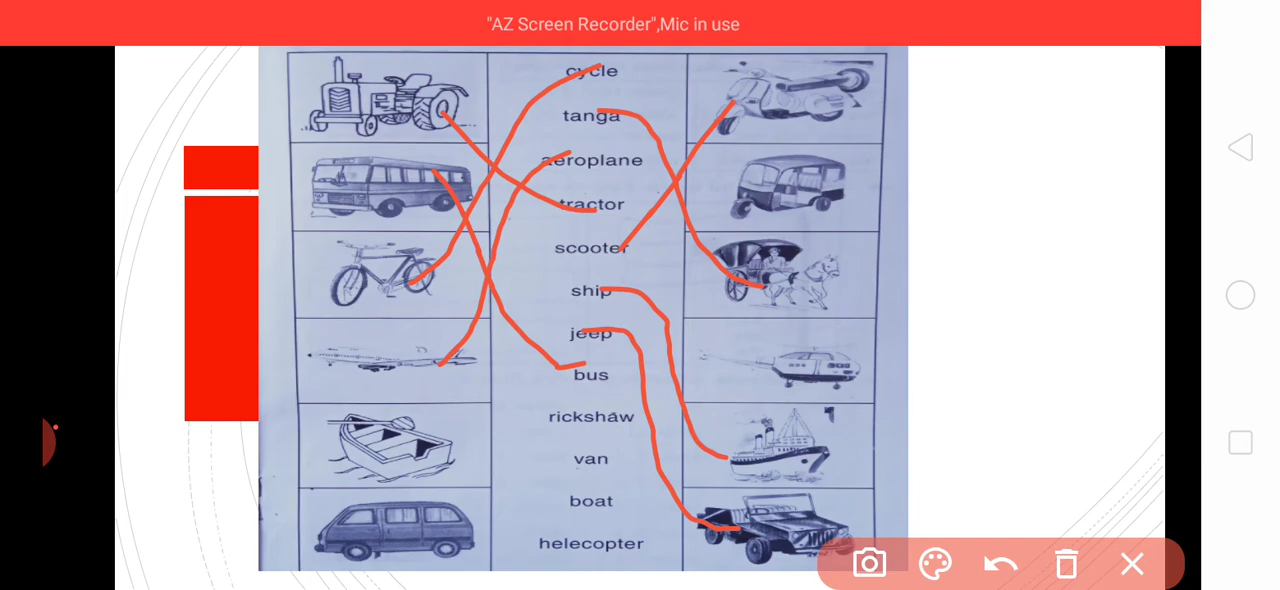 "AZ Screen Recorder",Mic in use
cycle
tanga
aeroplane
tractor
scooter
ship
jeep
bus
rickshaw
van
boat
helecopter